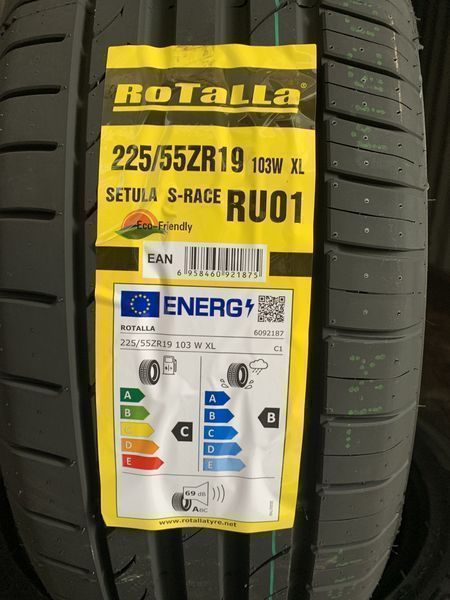 RoTaLLa®
225/55ZR19 103W XL
SETULA S-RACE RU01
Eco-Friendly
EAN
6 958460 921875
ENERG
ROTALLA 6092187
225/55ZR19 103 W XL C1
A A
B B B
C C C
D D
E E
69 dB
ABC
www.rotallatyre.net